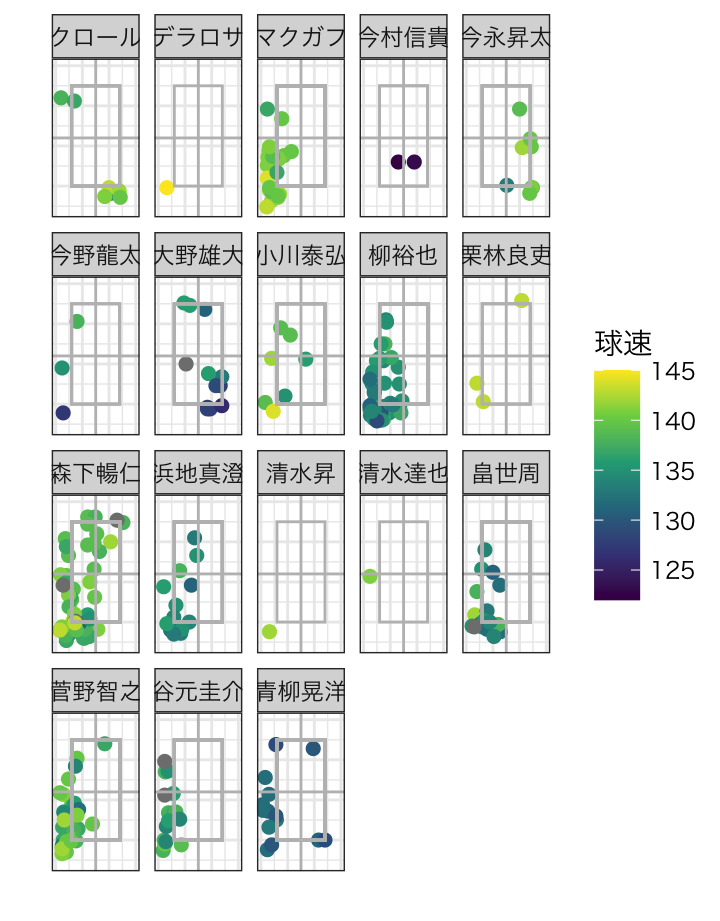 クロール デラロサ マクガフ 今村信貴 今永昇太
今野龍太 大野雄大 小川泰弘 柳裕也 栗林良吏
球速
145
140
135
130
125
森下暢仁 浜地真澄 清水昇 清水達也 畠世周
菅野智之 谷元圭介 青柳晃洋